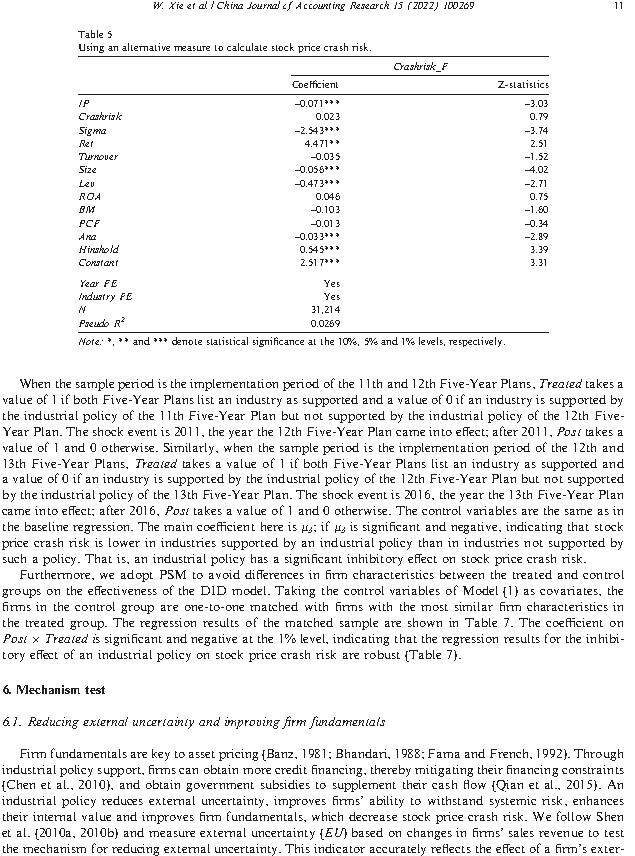 W. Xie et al. / China Journal of Accounting Research 15 (2022) 100269 11
Table 5
Using an alternative measure to calculate stock price crash risk.
Crashrisk_F
Coefficient Z-statistics
IP –0.071*** –3.03
Crashrisk 0.023 0.79
Sigma –2.543*** –3.74
Ret 4.471** 2.51
Turnover –0.035 –1.52
Size –0.056*** –4.02
Lev –0.473*** –2.71
ROA 0.046 0.75
BM –0.103 –1.60
PCF –0.013 –0.34
Ana –0.033*** –2.89
Hinshold 0.545*** 3.39
Constant 2.517*** 3.31
Year FE Yes
Industry FE Yes
N 31,214
Pseudo R2 0.0269
Note: *, ** and *** denote statistical significance at the 10%, 5% and 1% levels, respectively.
When the sample period is the implementation period of the 11th and 12th Five-Year Plans, Treated takes a
value of 1 if both Five-Year Plans list an industry as supported and a value of 0 if an industry is supported by
the industrial policy of the 11th Five-Year Plan but not supported by the industrial policy of the 12th Five-
Year Plan. The shock event is 2011, the year the 12th Five-Year Plan came into effect; after 2011, Post takes a
value of 1 and 0 otherwise. Similarly, when the sample period is the implementation period of the 12th and
13th Five-Year Plans, Treated takes a value of 1 if both Five-Year Plans list an industry as supported and
a value of 0 if an industry is supported by the industrial policy of the 12th Five-Year Plan but not supported
by the industrial policy of the 13th Five-Year Plan. The shock event is 2016, the year the 13th Five-Year Plan
came into effect; after 2016, Post takes a value of 1 and 0 otherwise. The control variables are the same as in
the baseline regression. The main coefficient here is μ3; if μ3 is significant and negative, indicating that stock
price crash risk is lower in industries supported by an industrial policy than in industries not supported by
such a policy. That is, an industrial policy has a significant inhibitory effect on stock price crash risk.
Furthermore, we adopt PSM to avoid differences in firm characteristics between the treated and control
groups on the effectiveness of the DID model. Taking the control variables of Model (1) as covariates, the
firms in the control group are one-to-one matched with firms with the most similar firm characteristics in
the treated group. The regression results of the matched sample are shown in Table 7. The coefficient on
Post × Treated is significant and negative at the 1% level, indicating that the regression results for the inhibi-
tory effect of an industrial policy on stock price crash risk are robust (Table 7).
6. Mechanism test
6.1. Reducing external uncertainty and improving firm fundamentals
Firm fundamentals are key to asset pricing (Banz, 1981; Bhandari, 1988; Fama and French, 1992). Through
industrial policy support, firms can obtain more credit financing, thereby mitigating their financing constraints
(Chen et al., 2010), and obtain government subsidies to supplement their cash flow (Qian et al., 2015). An
industrial policy reduces external uncertainty, improves firms' ability to withstand systemic risk, enhances
their internal value and improves firm fundamentals, which decrease stock price crash risk. We follow Shen
et al. (2010a, 2010b) and measure external uncertainty (EU) based on changes in firms' sales revenue to test
the mechanism for reducing external uncertainty. This indicator accurately reflects the effect of a firm's exter-